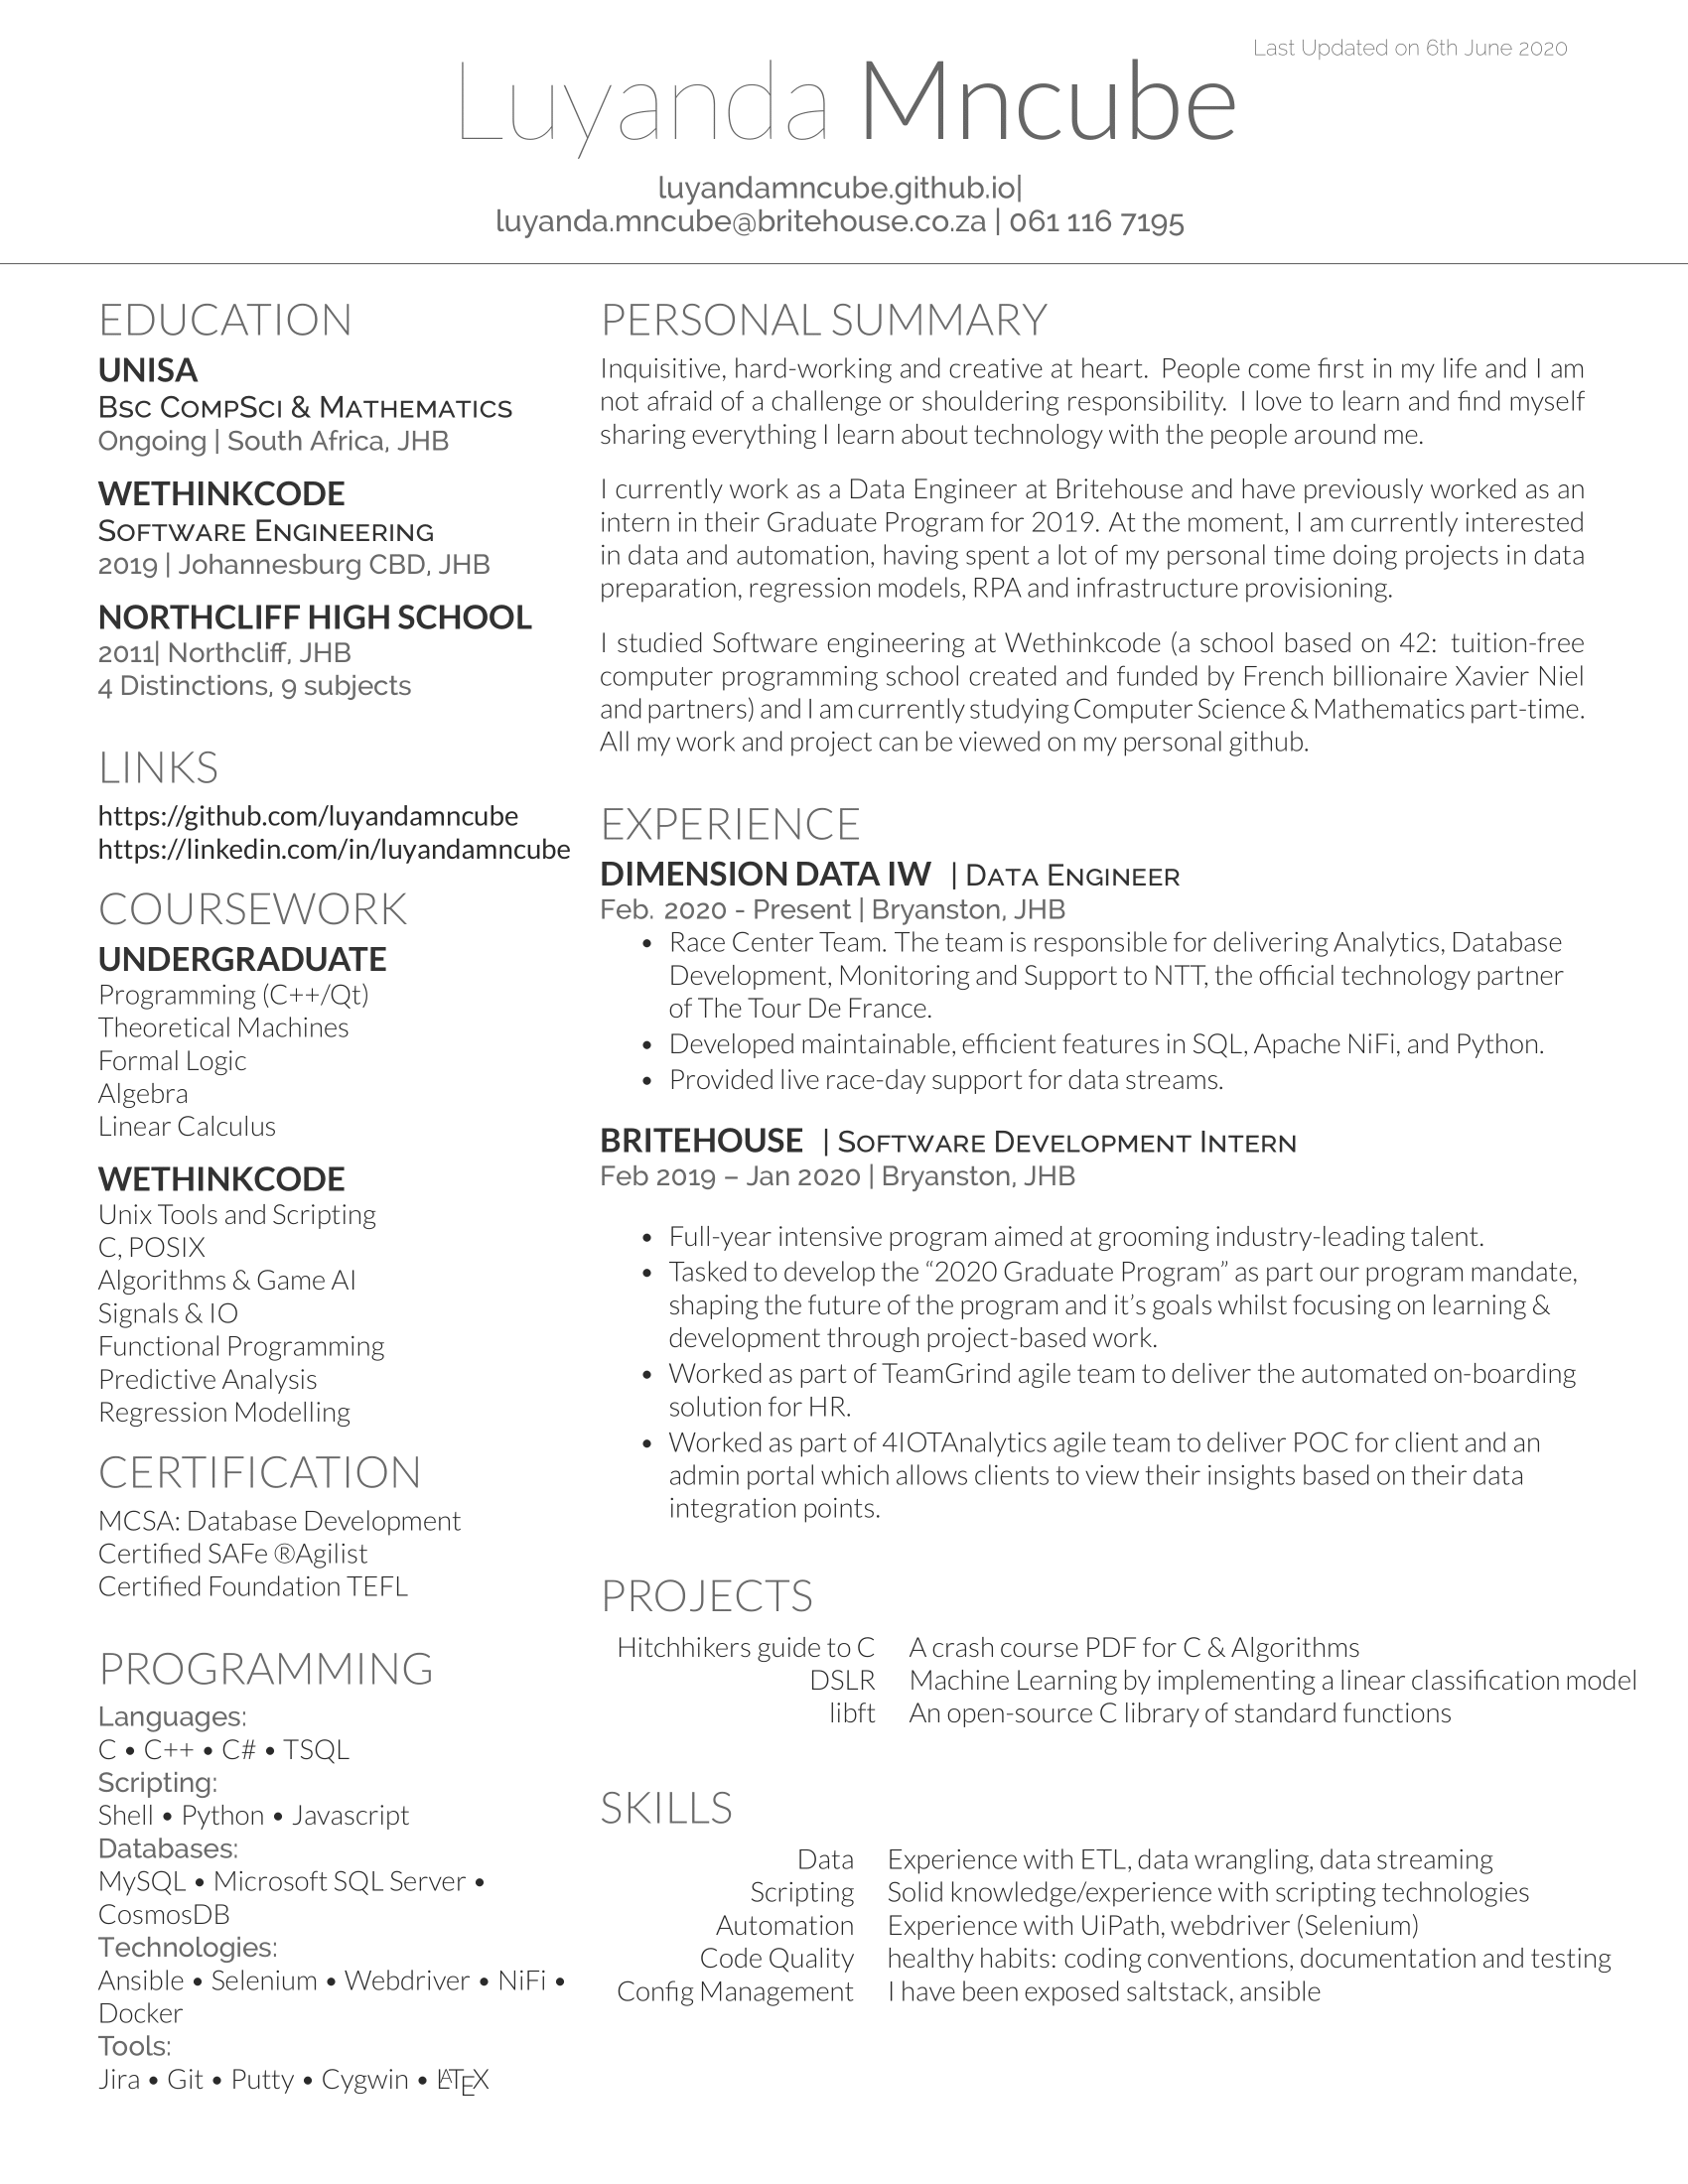 Last Updated on 6th June 2020
Luyanda Mncube
luyandamncube.github.io|
luyanda.mncube@britehouse.co.za | 061 116 7195
EDUCATION
UNISA
Bsc CompSci & Mathematics
Ongoing | South Africa, JHB
WETHINKCODE
Software Engineering
2019 | Johannesburg CBD, JHB
NORTHCLIFF HIGH SCHOOL
2011| Northcliff, JHB
4 Distinctions, 9 subjects
LINKS
https://github.com/luyandamncube
https://linkedin.com/in/luyandamncube
COURSEWORK
UNDERGRADUATE
Programming (C++/Qt)
Theoretical Machines
Formal Logic
Algebra
Linear Calculus
WETHINKCODE
Unix Tools and Scripting
C, POSIX
Algorithms & Game AI
Signals & IO
Functional Programming
Predictive Analysis
Regression Modelling
CERTIFICATION
MCSA: Database Development
Certified SAFe ®Agilist
Certified Foundation TEFL
PROGRAMMING
Languages:
C • C++ • C# • TSQL
Scripting:
Shell • Python • Javascript
Databases:
MySQL • Microsoft SQL Server •
CosmosDB
Technologies:
Ansible • Selenium • Webdriver • NiFi •
Docker
Tools:
Jira • Git • Putty • Cygwin • LATEX
PERSONAL SUMMARY
Inquisitive, hard-working and creative at heart. People come first in my life and I am
not afraid of a challenge or shouldering responsibility. I love to learn and find myself
sharing everything I learn about technology with the people around me.
I currently work as a Data Engineer at Britehouse and have previously worked as an
intern in their Graduate Program for 2019. At the moment, I am currently interested
in data and automation, having spent a lot of my personal time doing projects in data
preparation, regression models, RPA and infrastructure provisioning.
I studied Software engineering at Wethinkcode (a school based on 42: tuition-free
computer programming school created and funded by French billionaire Xavier Niel
and partners) and I am currently studying Computer Science & Mathematics part-time.
All my work and project can be viewed on my personal github.
EXPERIENCE
DIMENSION DATA IW | Data Engineer
Feb. 2020 - Present | Bryanston, JHB
• Race Center Team. The team is responsible for delivering Analytics, Database
Development, Monitoring and Support to NTT, the official technology partner
of The Tour De France.
• Developed maintainable, efficient features in SQL, Apache NiFi, and Python.
• Provided live race-day support for data streams.
BRITEHOUSE | Software Development Intern
Feb 2019 – Jan 2020 | Bryanston, JHB
• Full-year intensive program aimed at grooming industry-leading talent.
• Tasked to develop the “2020 Graduate Program” as part our program mandate,
shaping the future of the program and it’s goals whilst focusing on learning &
development through project-based work.
• Worked as part of TeamGrind agile team to deliver the automated on-boarding
solution for HR.
• Worked as part of 4IOTAnalytics agile team to deliver POC for client and an
admin portal which allows clients to view their insights based on their data
integration points.
PROJECTS
Hitchhikers guide to C A crash course PDF for C & Algorithms
DSLR Machine Learning by implementing a linear classification model
libft An open-source C library of standard functions
SKILLS
Data Experience with ETL, data wrangling, data streaming
Scripting Solid knowledge/experience with scripting technologies
Automation Experience with UiPath, webdriver (Selenium)
Code Quality healthy habits: coding conventions, documentation and testing
Config Management I have been exposed saltstack, ansible